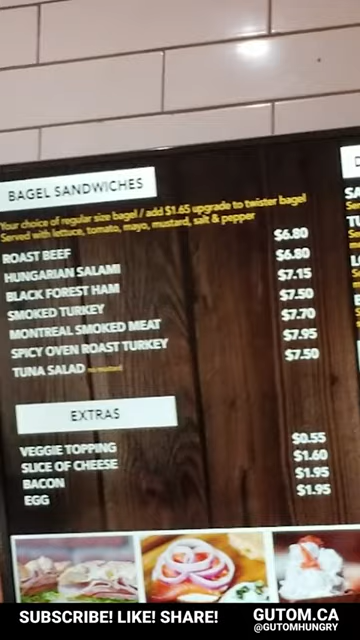 BAGEL SANDWICHES
Your choice of regular size bagel / add $1.65 upgrade to twister bagel
Served with lettuce, tomato, mayo, mustard, salt & pepper
ROAST BEEF $6.80
HUNGARIAN SALAMI $6.80
BLACK FOREST HAM $7.15
SMOKED TURKEY $7.50
MONTREAL SMOKED MEAT $7.70
SPICY OVEN ROAST TURKEY $7.95
TUNA SALAD no mustard $7.50
EXTRAS
VEGGIE TOPPING $0.55
SLICE OF CHEESE $1.60
BACON $1.95
EGG $1.95
SUBSCRIBE! LIKE! SHARE!
GUTOM.CA
@GUTOMHUNGRY